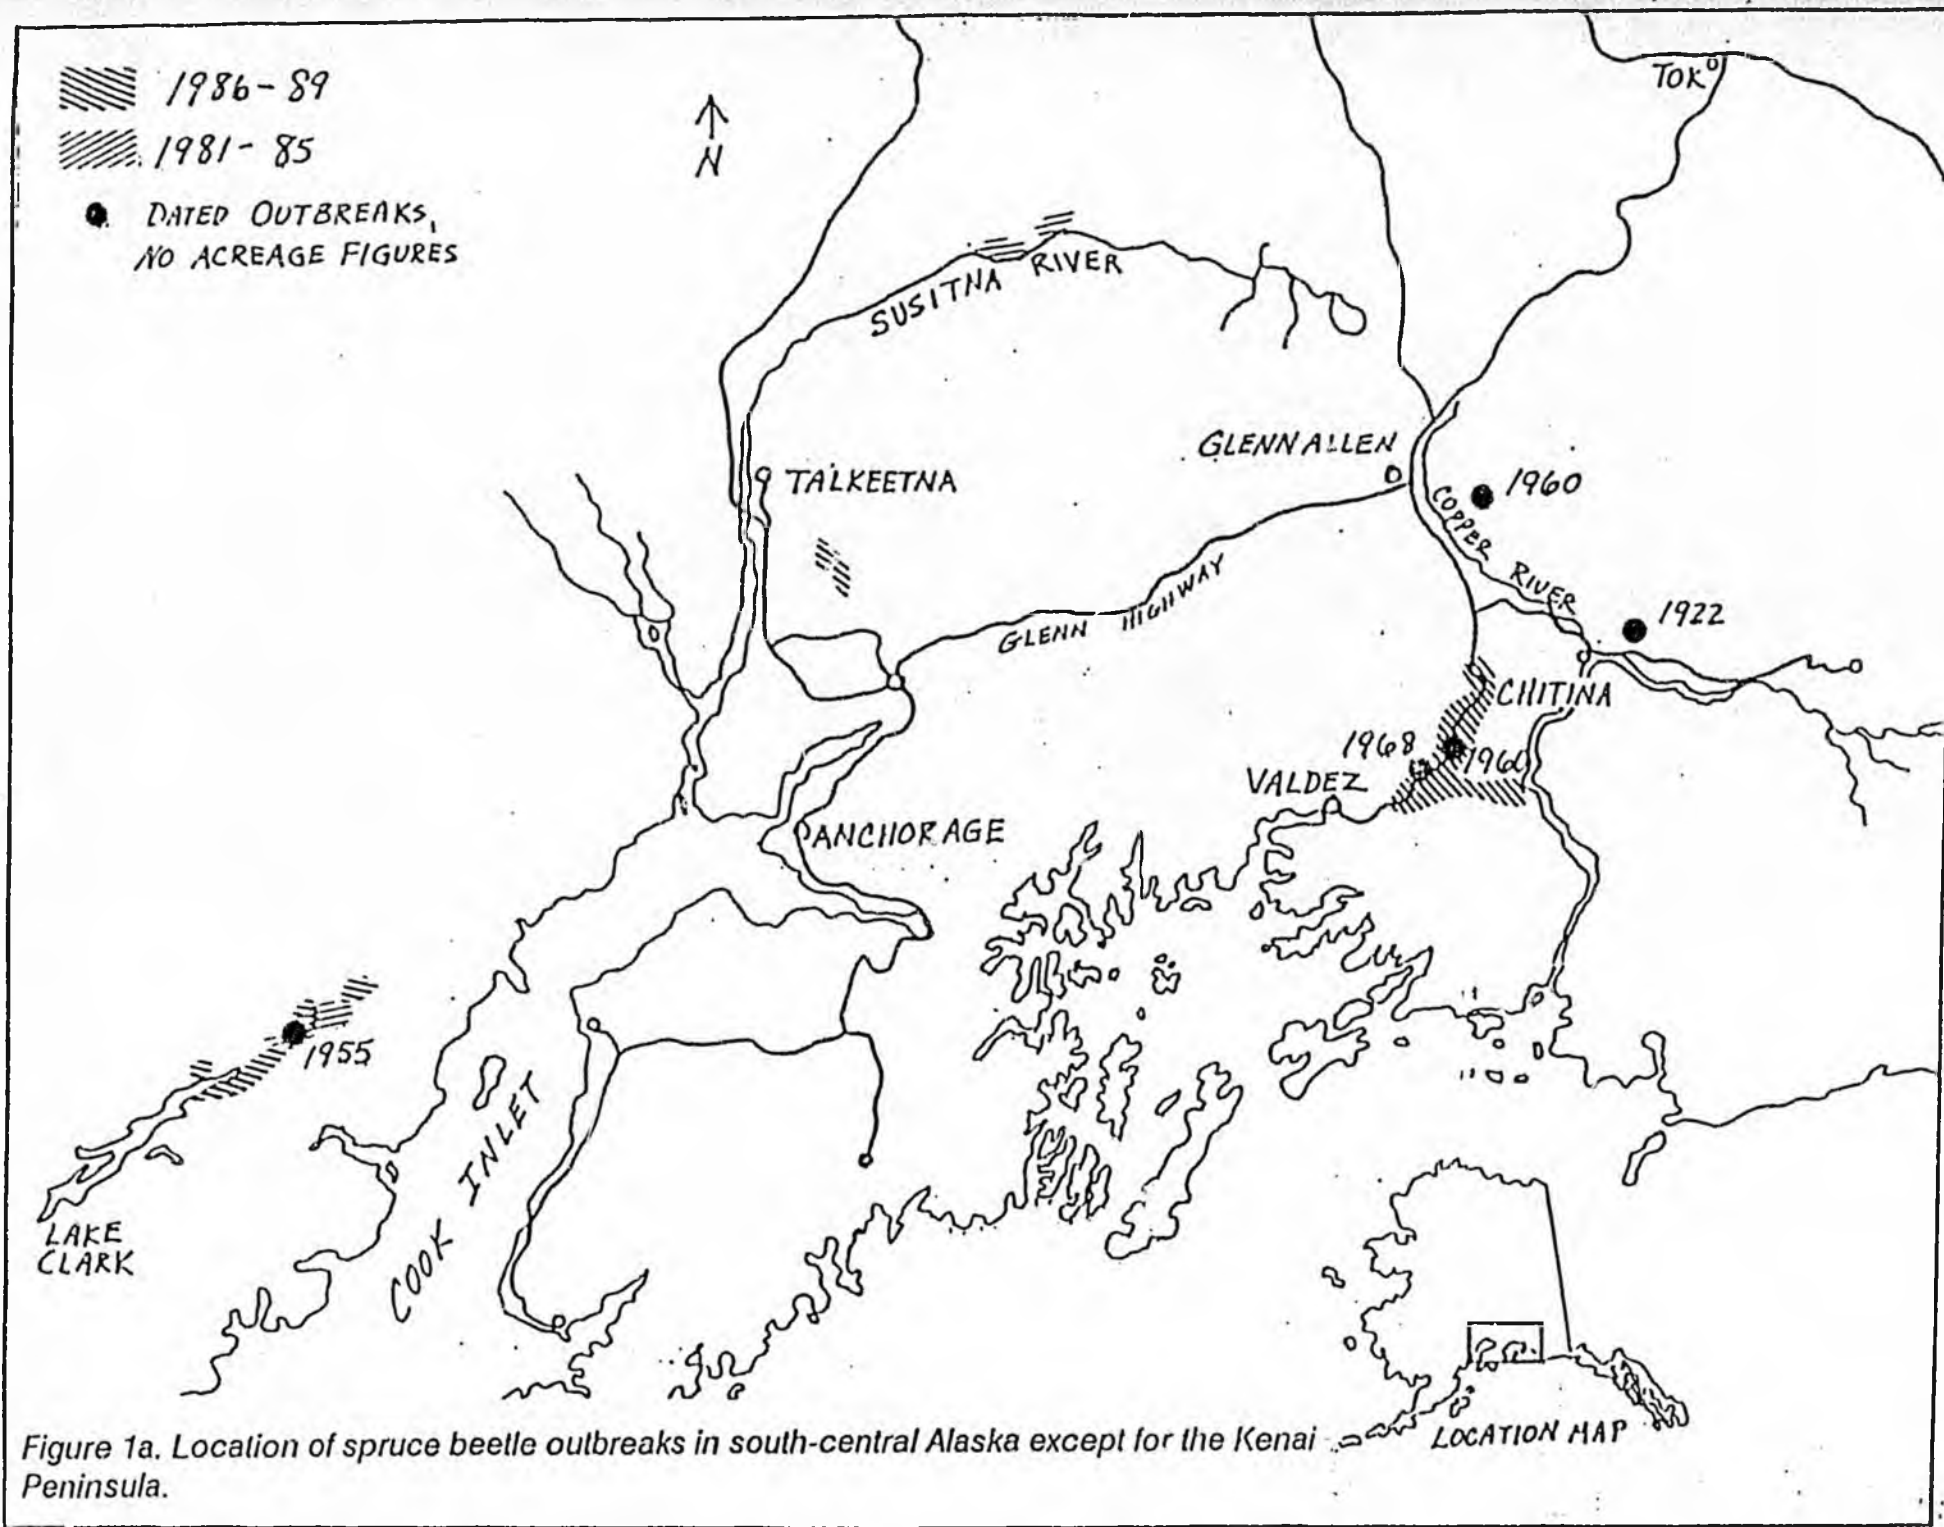 1986-89
1981-85
DATED OUTBREAKS,
NO ACREAGE FIGURES
N
TOK
SUSITNA RIVER
GLENNALLEN
TALKEETNA
1960
COPPER RIVER
GLENN HIGHWAY
1922
CHITINA
1968
VALDEZ
ANCHORAGE
1955
COOK INLET
LAKE
CLARK
LOCATION MAP
Figure 1a. Location of spruce beetle outbreaks in south-central Alaska except for the Kenai
Peninsula.